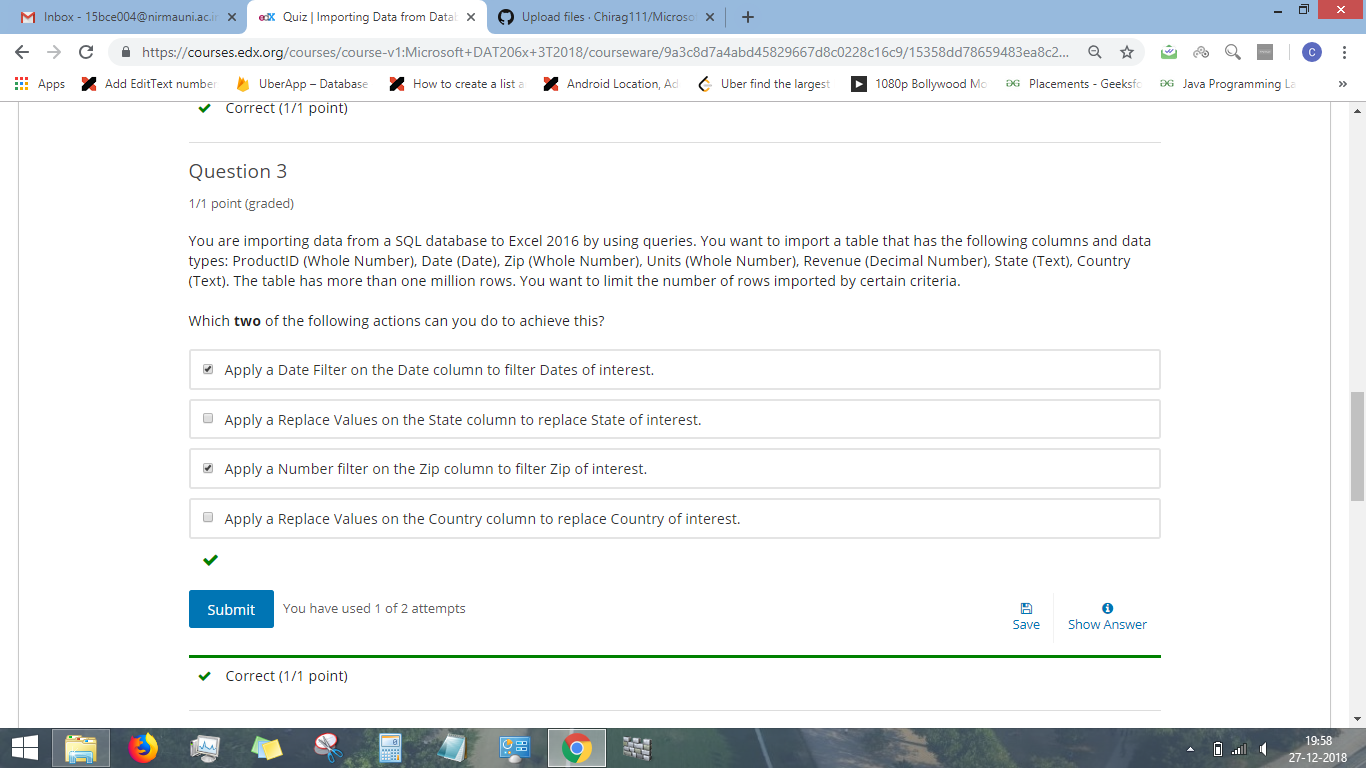 Inbox - 15bce004@nirmauni.ac.in
Quiz | Importing Data from Datab
Upload files · Chirag111/Microso
https://courses.edx.org/courses/course-v1:Microsoft+DAT206x+3T2018/courseware/9a3c8d7a4abd45829667d8c0228c16c9/15358dd78659483ea8c2...
C
Apps
Add EditText number
UberApp – Database
How to create a list a
Android Location, Ad
Uber find the largest
1080p Bollywood Mo
Placements - Geeksfo
Java Programming La
»
Correct (1/1 point)
Question 3
1/1 point (graded)
You are importing data from a SQL database to Excel 2016 by using queries. You want to import a table that has the following columns and data
types: ProductID (Whole Number), Date (Date), Zip (Whole Number), Units (Whole Number), Revenue (Decimal Number), State (Text), Country
(Text). The table has more than one million rows. You want to limit the number of rows imported by certain criteria.
Which two of the following actions can you do to achieve this?
Apply a Date Filter on the Date column to filter Dates of interest.
Apply a Replace Values on the State column to replace State of interest.
Apply a Number filter on the Zip column to filter Zip of interest.
Apply a Replace Values on the Country column to replace Country of interest.
Submit
You have used 1 of 2 attempts
Save
Show Answer
Correct (1/1 point)
19:58
27-12-2018